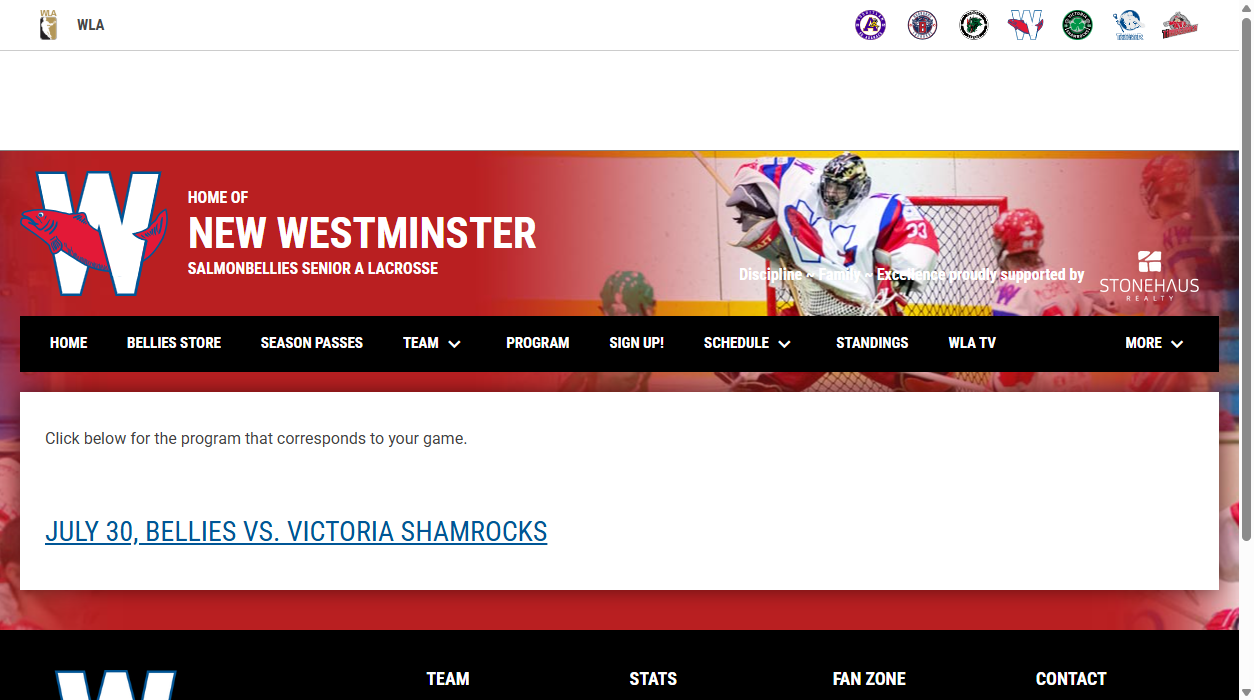 WLA
WLA
HOME OF
NEW WESTMINSTER
SALMONBELLIES SENIOR A LACROSSE
Discipline ~ Family ~ Excellence proudly supported by
STONEHAUS
REALTY
33
HOME
BELLIES STORE
SEASON PASSES
TEAM
PROGRAM
SIGN UP!
SCHEDULE
STANDINGS
WLA TV
MORE
Click below for the program that corresponds to your game.
JULY 30, BELLIES VS. VICTORIA SHAMROCKS
TEAM
STATS
FAN ZONE
CONTACT